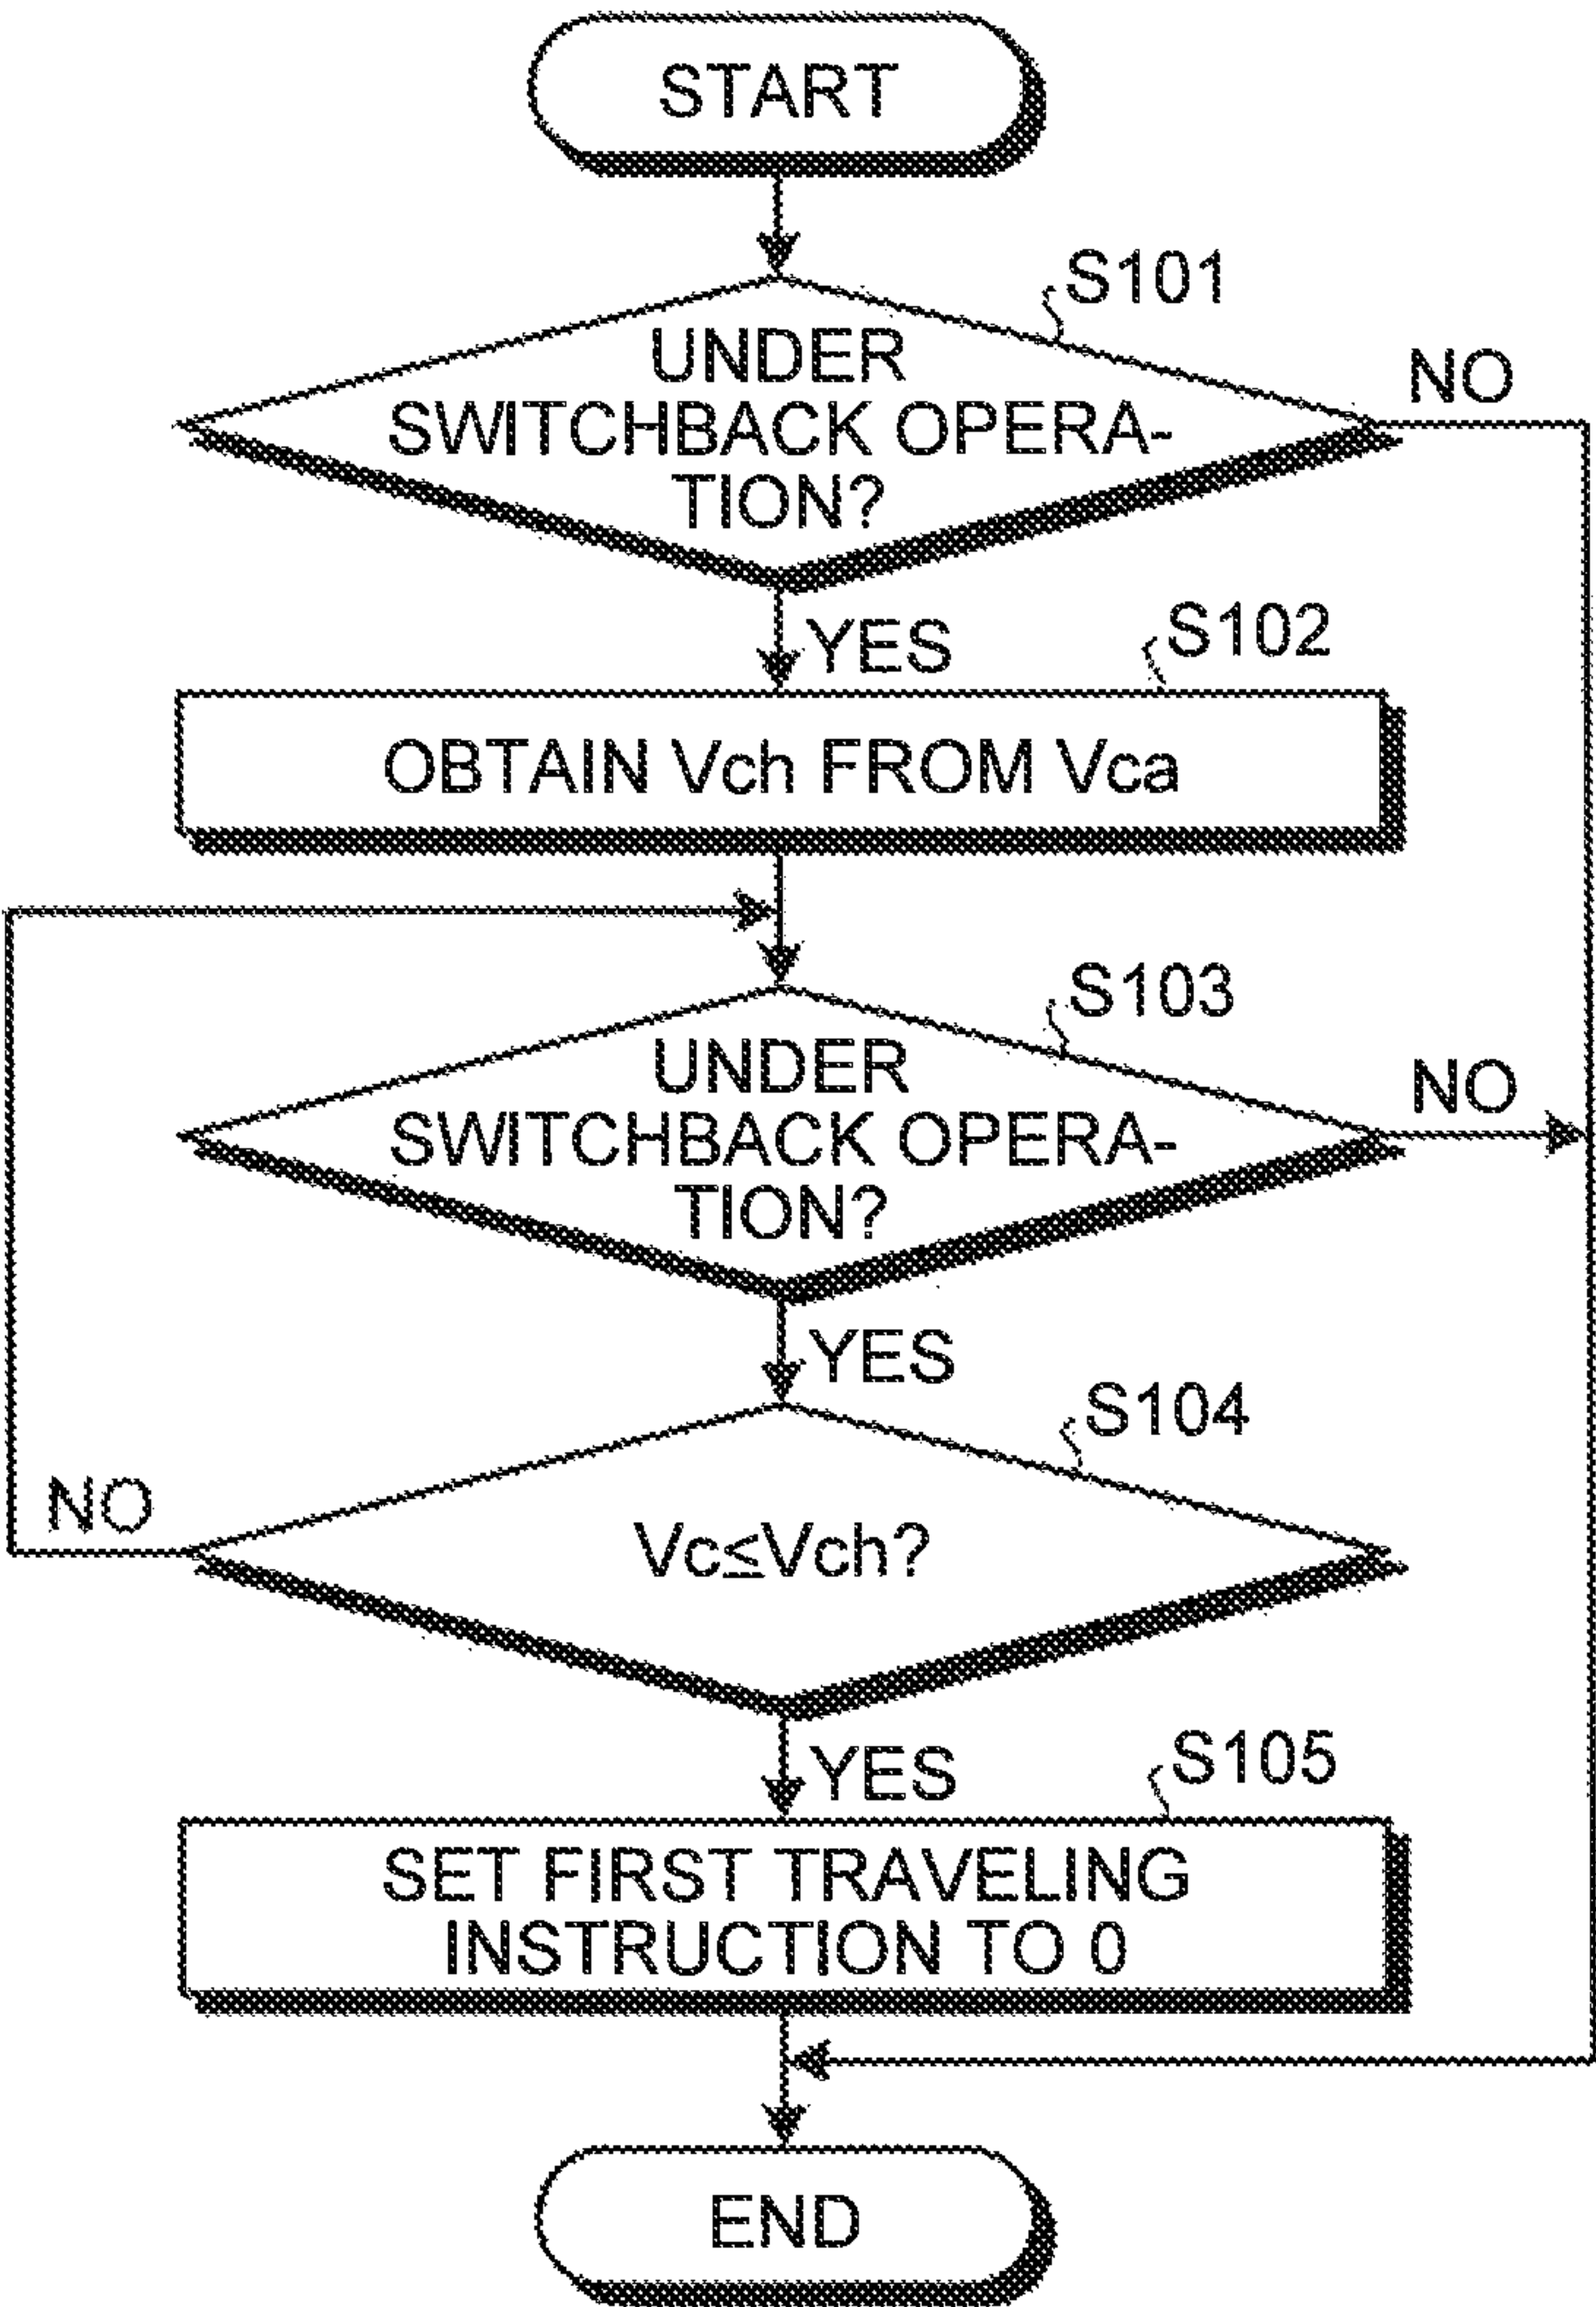 START
S101
UNDER
SWITCHBACK OPERA-
TION?
NO
YES
S102
OBTAIN Vch FROM Vca
S103
UNDER
SWITCHBACK OPERA-
TION?
NO
YES
S104
Vc≤Vch?
NO
YES
S105
SET FIRST TRAVELING
INSTRUCTION TO 0
END